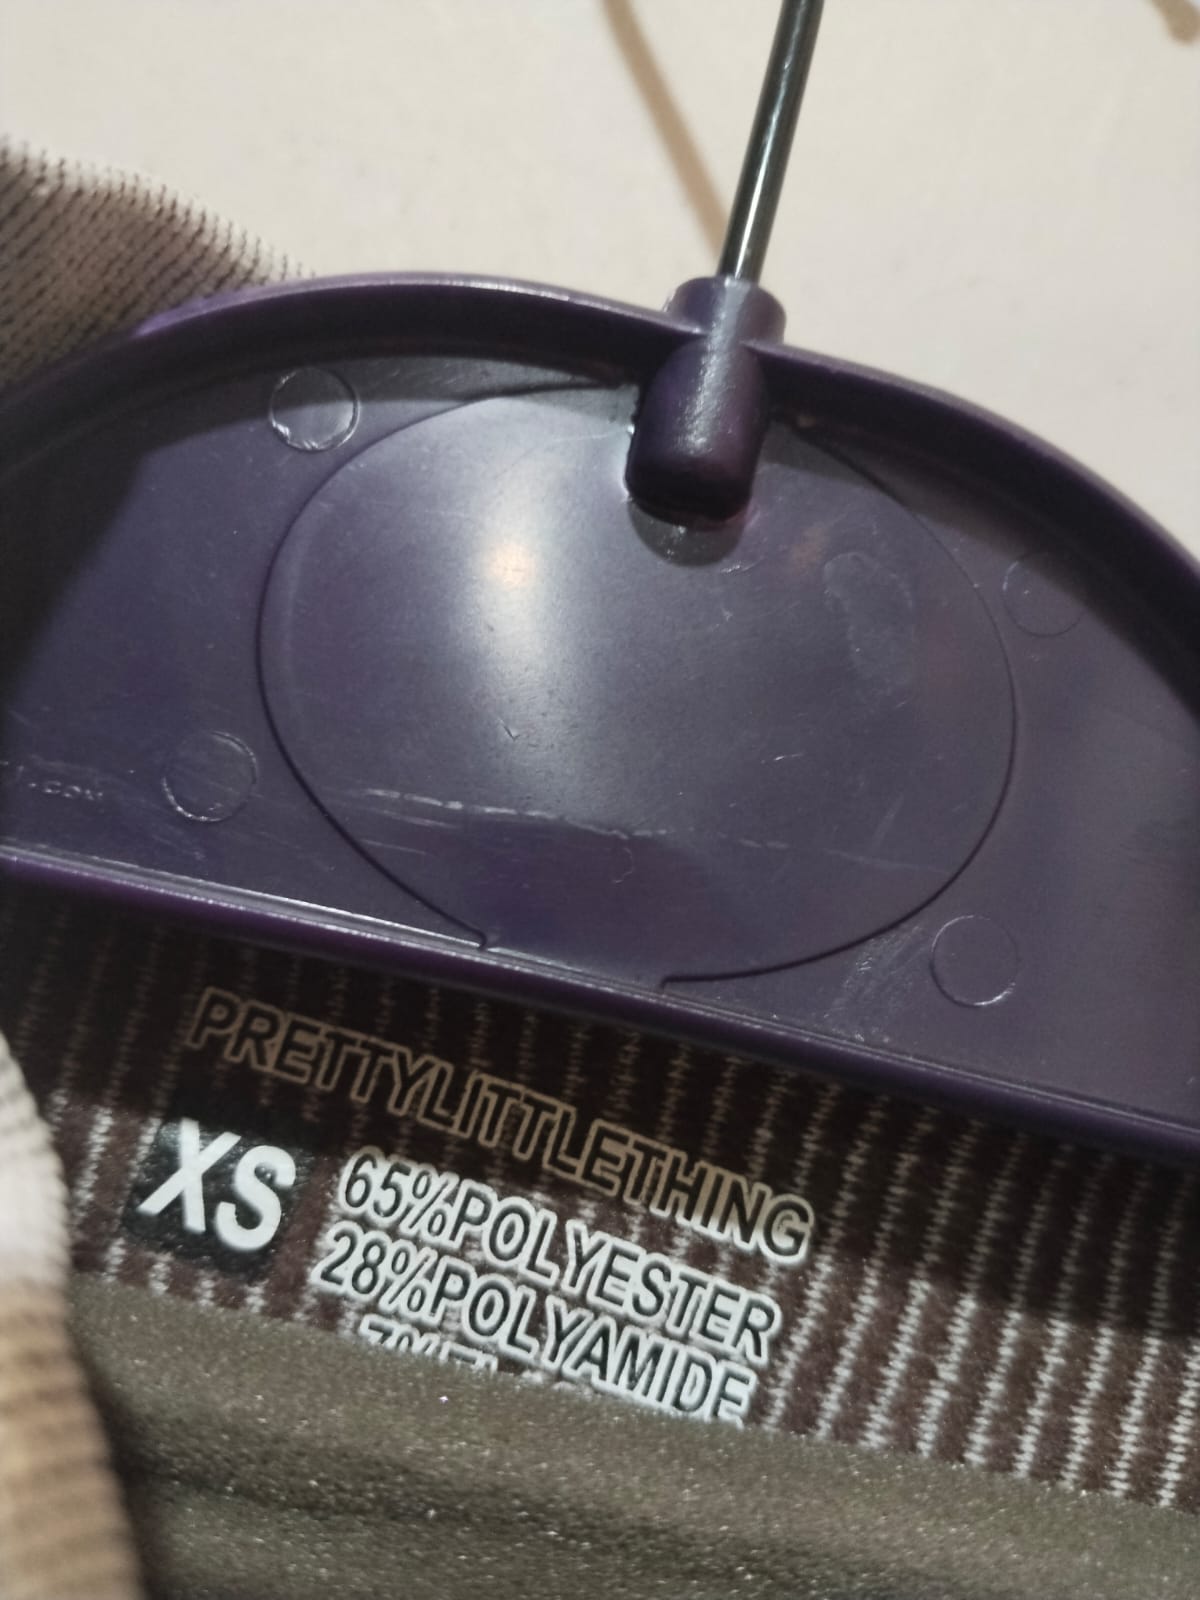 PRETTYLITTLETHING
XS
65%POLYESTER
28%POLYAMIDE